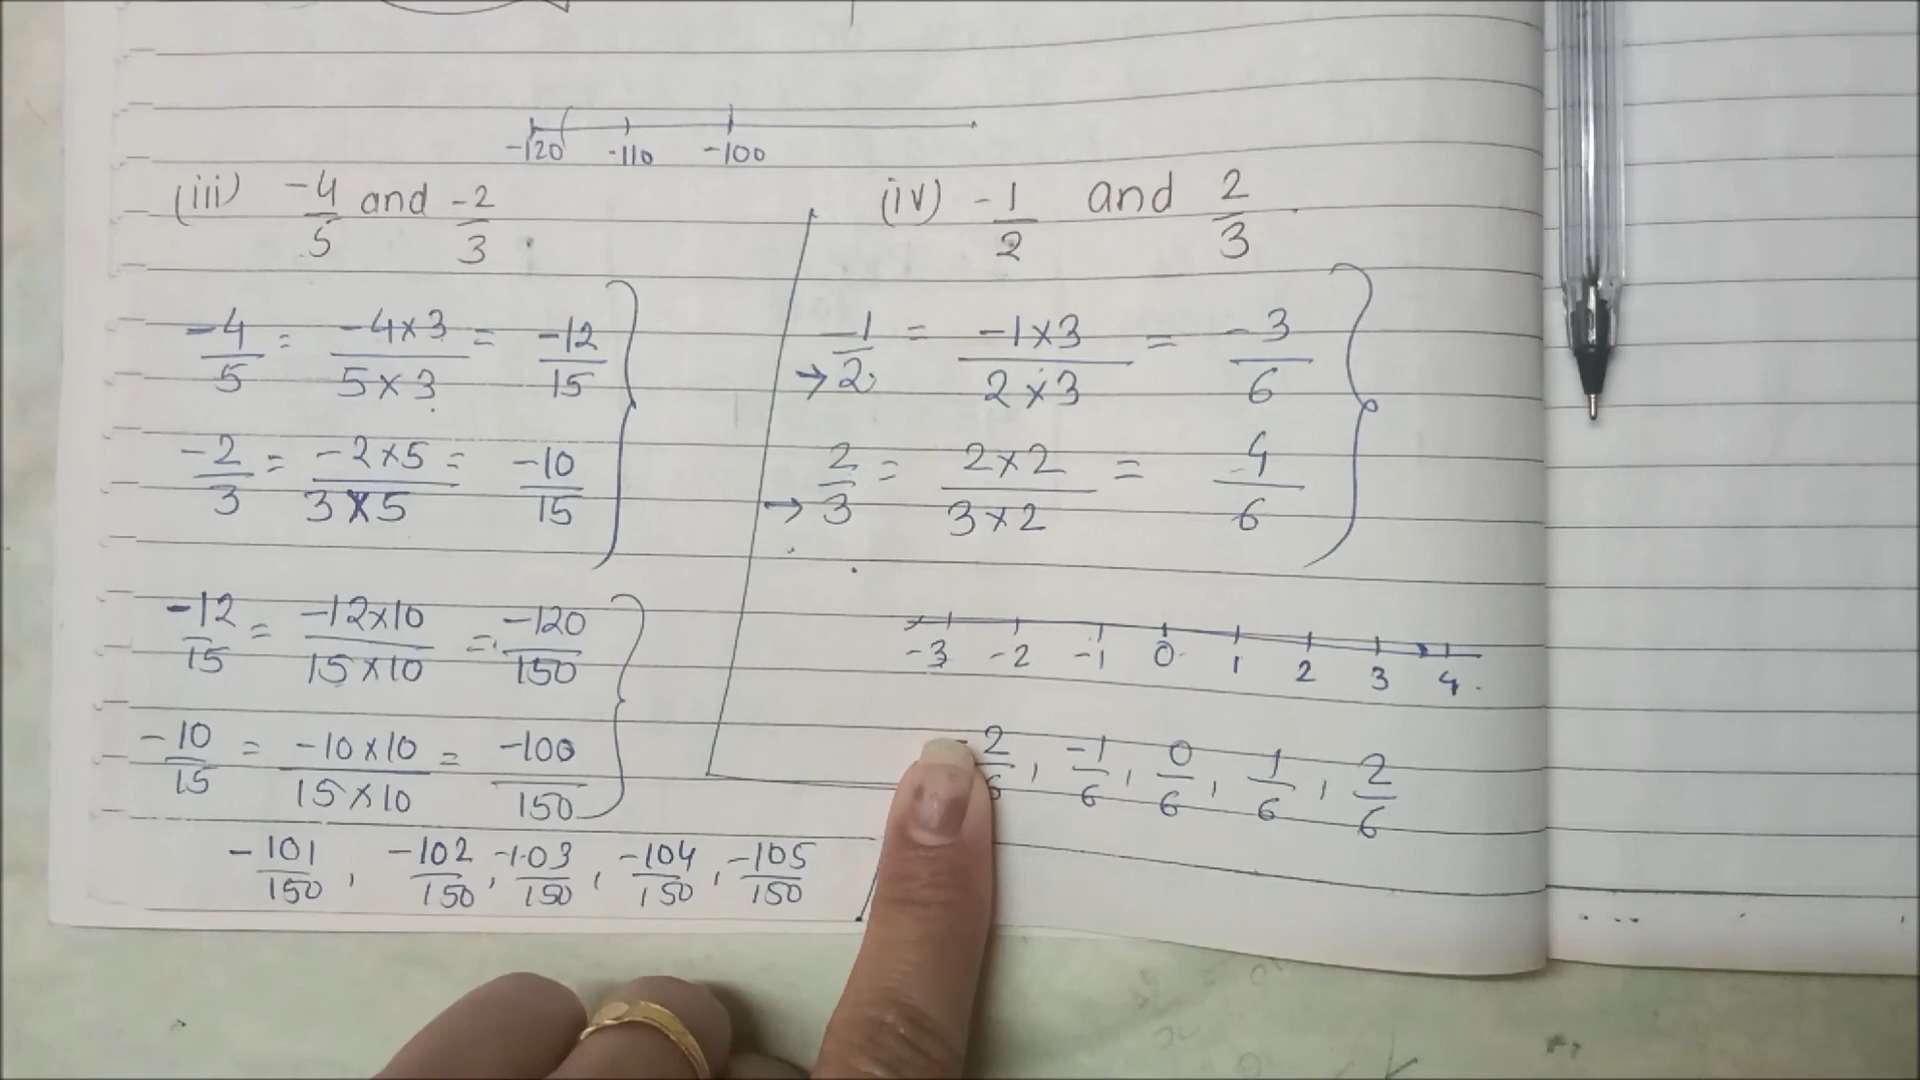 -120 -110 -100
(iii) -4/5 and -2/3
-4/5 = -4×3/5×3 = -12/15
-2/3 = -2×5/3×5 = -10/15
-12/15 = -12×10/15×10 = -120/150
-10/15 = -10×10/15×10 = -100/150
-101/150, -102/150, -103/150, -104/150, -105/150
(iv) -1/2 and 2/3
→ -1/2 = -1×3/2×3 = -3/6
→ 2/3 = 2×2/3×2 = 4/6
-3 -2 -1 0 1 2 3 4
-2/6, -1/6, 0/6, 1/6, 2/6